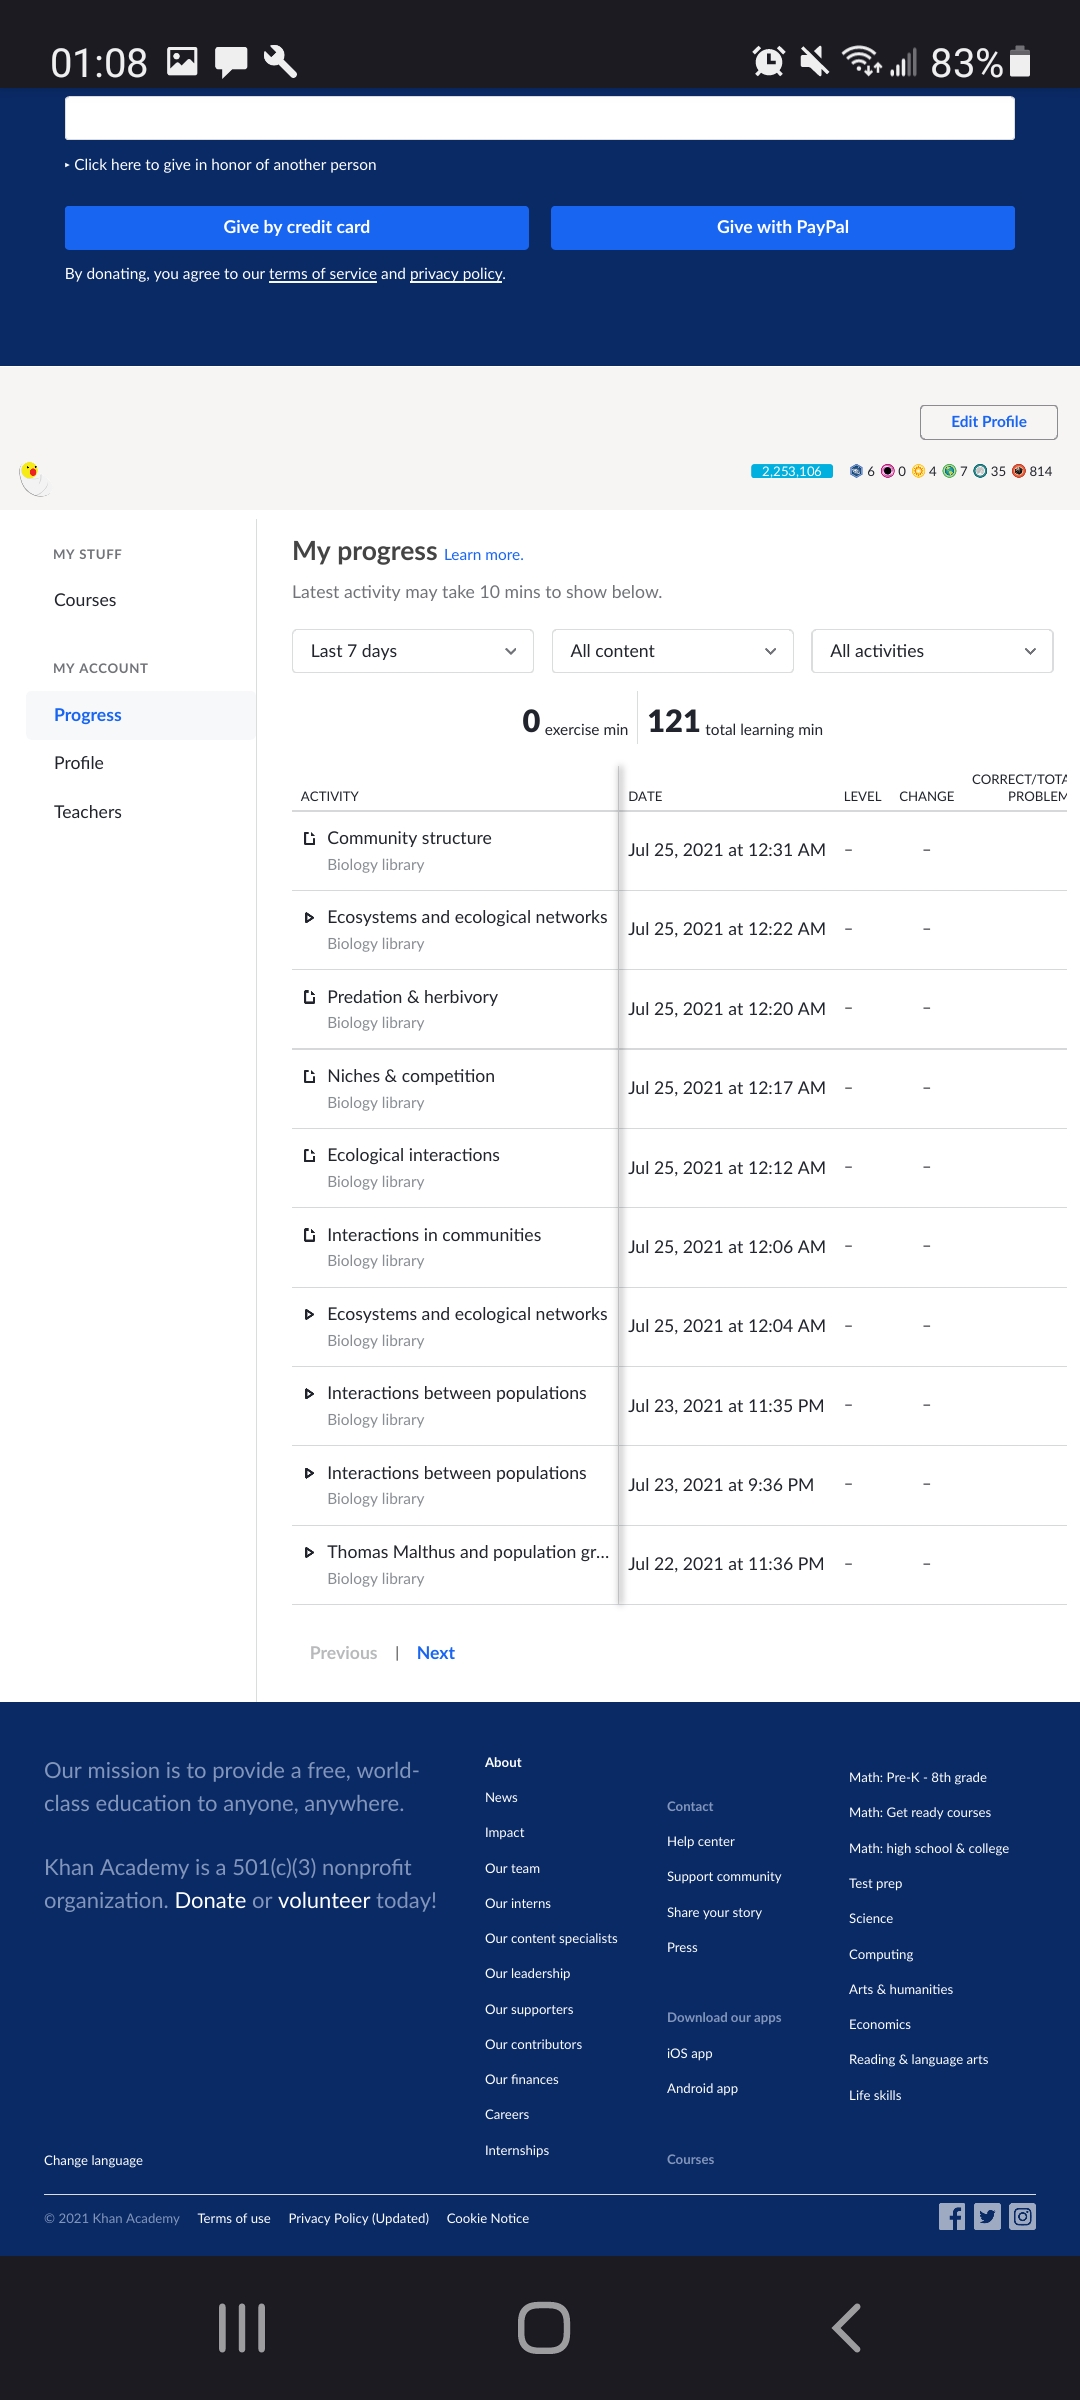 01:08 83%
▸ Click here to give in honor of another person
Give by credit card Give with PayPal
By donating, you agree to our terms of service and privacy policy.
Edit Profile
2,253,106 6 0 4 7 35 814
MY STUFF
Courses
MY ACCOUNT
Progress
Profile
Teachers
My progress Learn more.
Latest activity may take 10 mins to show below.
Last 7 days All content All activities
0 exercise min 121 total learning min
CORRECT/TOTA
ACTIVITY DATE LEVEL CHANGE PROBLEM
Community structure
Biology library
Jul 25, 2021 at 12:31 AM – –
Ecosystems and ecological networks
Biology library
Jul 25, 2021 at 12:22 AM – –
Predation & herbivory
Biology library
Jul 25, 2021 at 12:20 AM – –
Niches & competition
Biology library
Jul 25, 2021 at 12:17 AM – –
Ecological interactions
Biology library
Jul 25, 2021 at 12:12 AM – –
Interactions in communities
Biology library
Jul 25, 2021 at 12:06 AM – –
Ecosystems and ecological networks
Biology library
Jul 25, 2021 at 12:04 AM – –
Interactions between populations
Biology library
Jul 23, 2021 at 11:35 PM – –
Interactions between populations
Biology library
Jul 23, 2021 at 9:36 PM – –
Thomas Malthus and population gr...
Biology library
Jul 22, 2021 at 11:36 PM – –
Previous | Next
Our mission is to provide a free, world-
class education to anyone, anywhere.
Khan Academy is a 501(c)(3) nonprofit
organization. Donate or volunteer today!
Change language
About
News
Impact
Our team
Our interns
Our content specialists
Our leadership
Our supporters
Our contributors
Our finances
Careers
Internships
Contact
Help center
Support community
Share your story
Press
Download our apps
iOS app
Android app
Courses
Math: Pre-K - 8th grade
Math: Get ready courses
Math: high school & college
Test prep
Science
Computing
Arts & humanities
Economics
Reading & language arts
Life skills
© 2021 Khan Academy Terms of use Privacy Policy (Updated) Cookie Notice